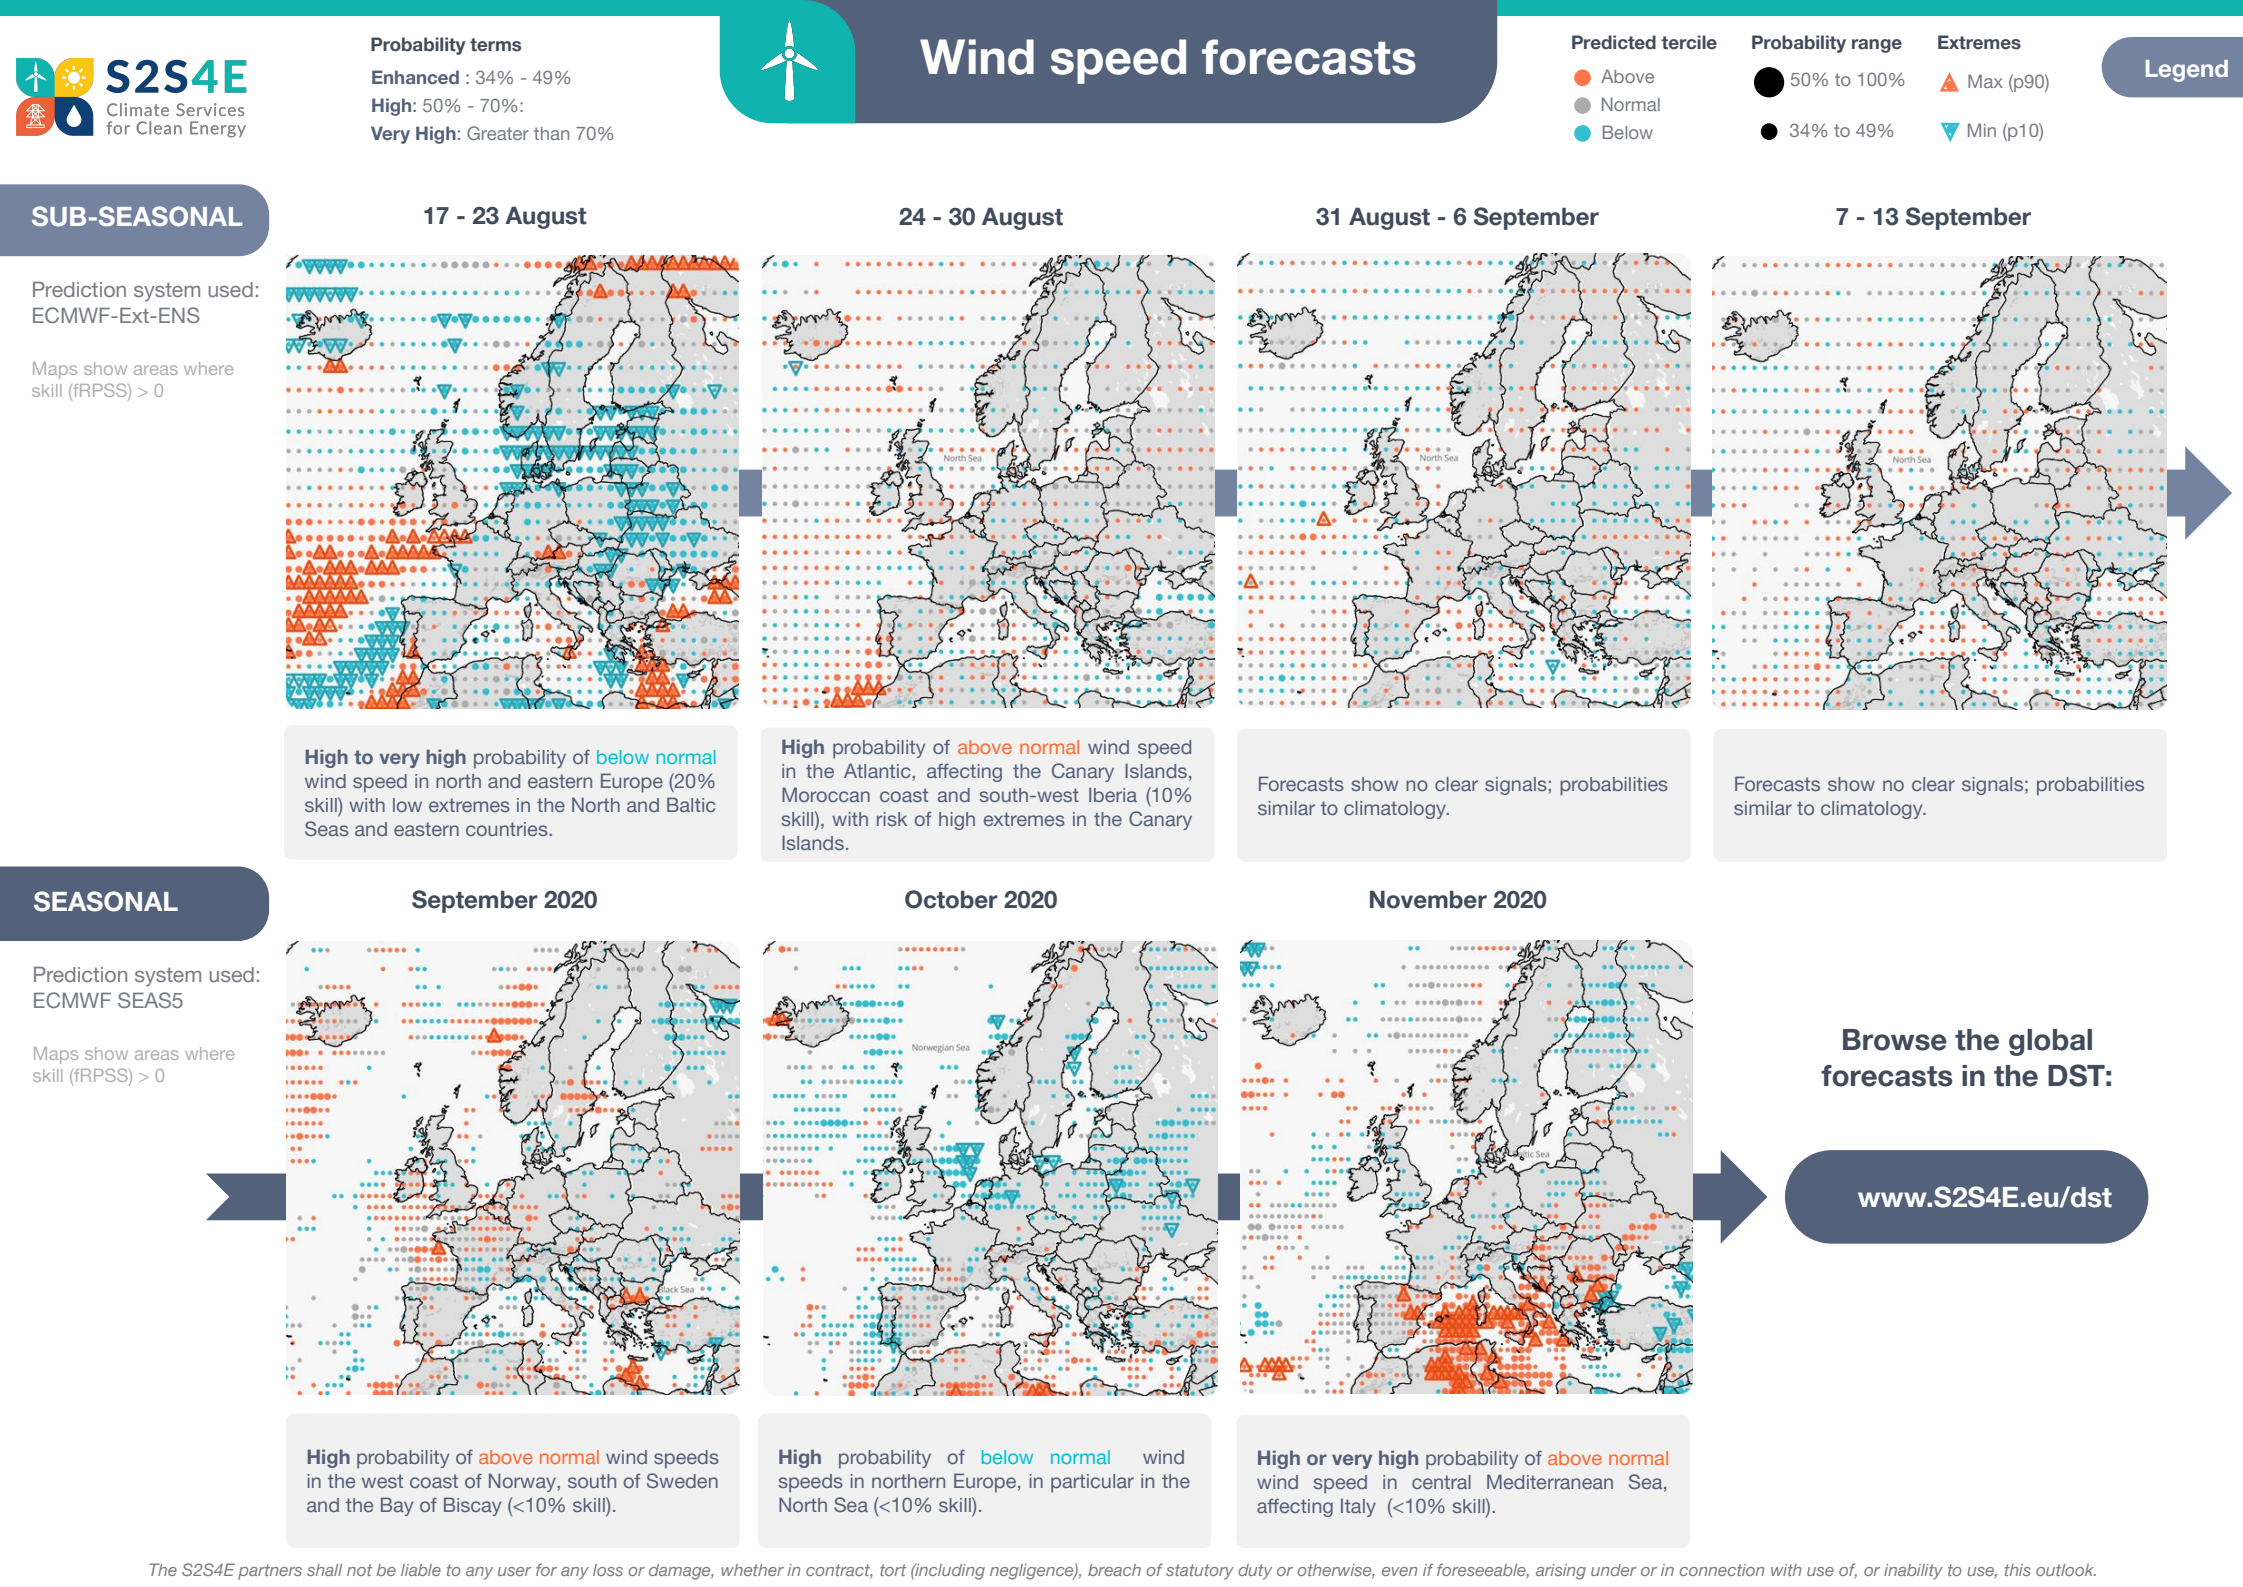 S2S4E
Climate Services
for Clean Energy
Probability terms
Enhanced : 34% - 49%
High: 50% - 70%:
Very High: Greater than 70%
Wind speed forecasts
Predicted tercile
Above
Normal
Below
Probability range
50% to 100%
34% to 49%
Extremes
Max (p90)
Min (p10)
Legend
SUB-SEASONAL
Prediction system used:
ECMWF-Ext-ENS
Maps show areas where
skill (fRPSS) > 0
17 - 23 August
24 - 30 August
31 August - 6 September
7 - 13 September
North Sea
North Sea
North Sea
High to very high probability of below normal
wind speed in north and eastern Europe (20%
skill) with low extremes in the North and Baltic
Seas and eastern countries.
High probability of above normal wind speed
in the Atlantic, affecting the Canary Islands,
Moroccan coast and south-west Iberia (10%
skill), with risk of high extremes in the Canary
Islands.
Forecasts show no clear signals; probabilities
similar to climatology.
Forecasts show no clear signals; probabilities
similar to climatology.
SEASONAL
Prediction system used:
ECMWF SEAS5
Maps show areas where
skill (fRPSS) > 0
September 2020
October 2020
November 2020
Black Sea
Norwegian Sea
Baltic Sea
Browse the global
forecasts in the DST:
www.S2S4E.eu/dst
High probability of above normal wind speeds
in the west coast of Norway, south of Sweden
and the Bay of Biscay (<10% skill).
High probability of below normal wind
speeds in northern Europe, in particular in the
North Sea (<10% skill).
High or very high probability of above normal
wind speed in central Mediterranean Sea,
affecting Italy (<10% skill).
The S2S4E partners shall not be liable to any user for any loss or damage, whether in contract, tort (including negligence), breach of statutory duty or otherwise, even if foreseeable, arising under or in connection with use of, or inability to use, this outlook.